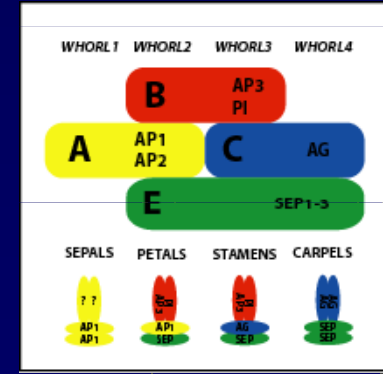 WHORL1 WHORL2 WHORL3 WHORL4
B AP3
PI
A AP1
AP2 C AG
E SEP1-3
SEPALS PETALS STAMENS CARPELS
? ?
AP1 AP1 AG SEP
AP1 SEP SEP SEP